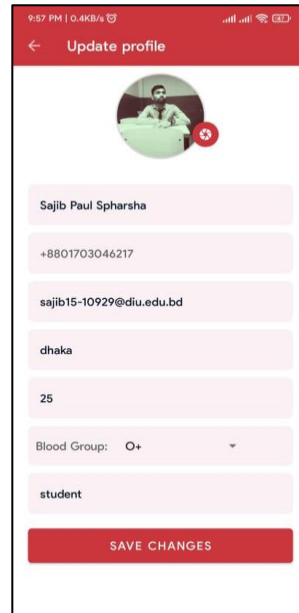 9:57 PM | 0.4KB/s
47
Update profile
Sajib Paul Spharsha
+8801703046217
sajib15-10929@diu.edu.bd
dhaka
25
Blood Group: O+
student
SAVE CHANGES